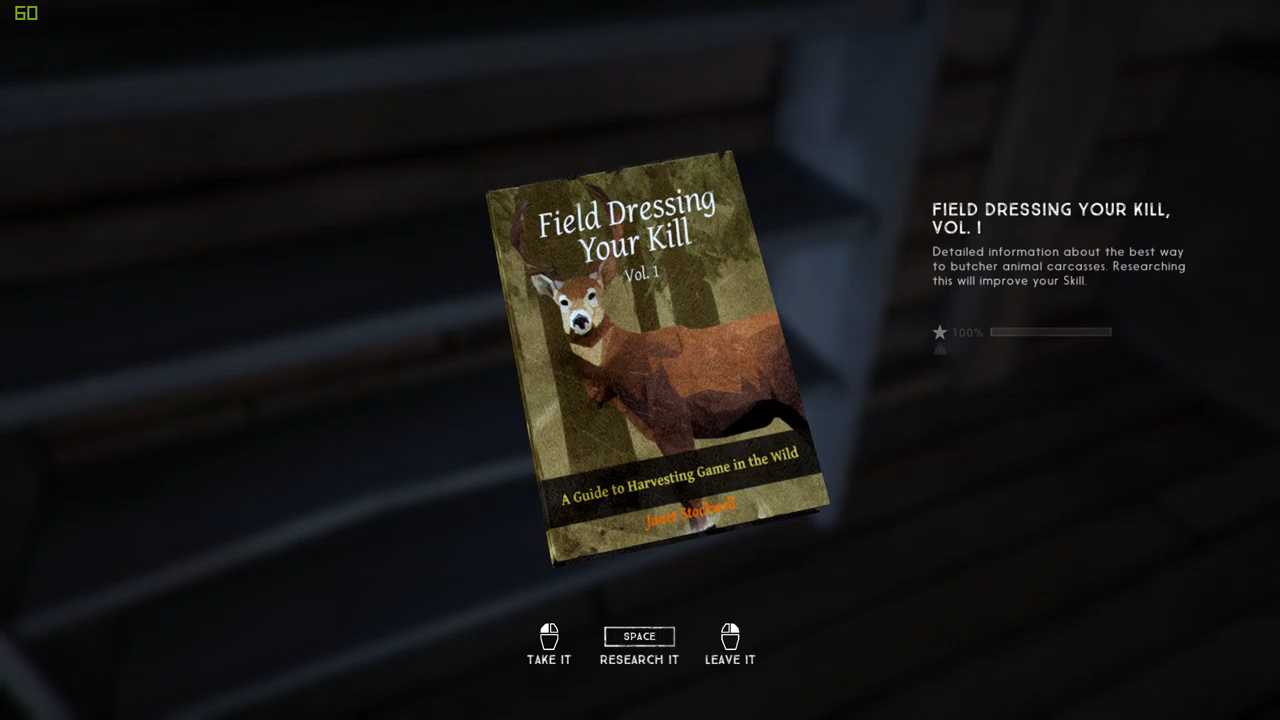 60
Field Dressing
Your Kill
Vol. 1
A Guide to Harvesting Game in the Wild
Janet Stockwell
FIELD DRESSING YOUR KILL,
VOL. I
Detailed information about the best way
to butcher animal carcasses. Researching
this will improve your Skill.
100%
SPACE
TAKE IT
RESEARCH IT
LEAVE IT